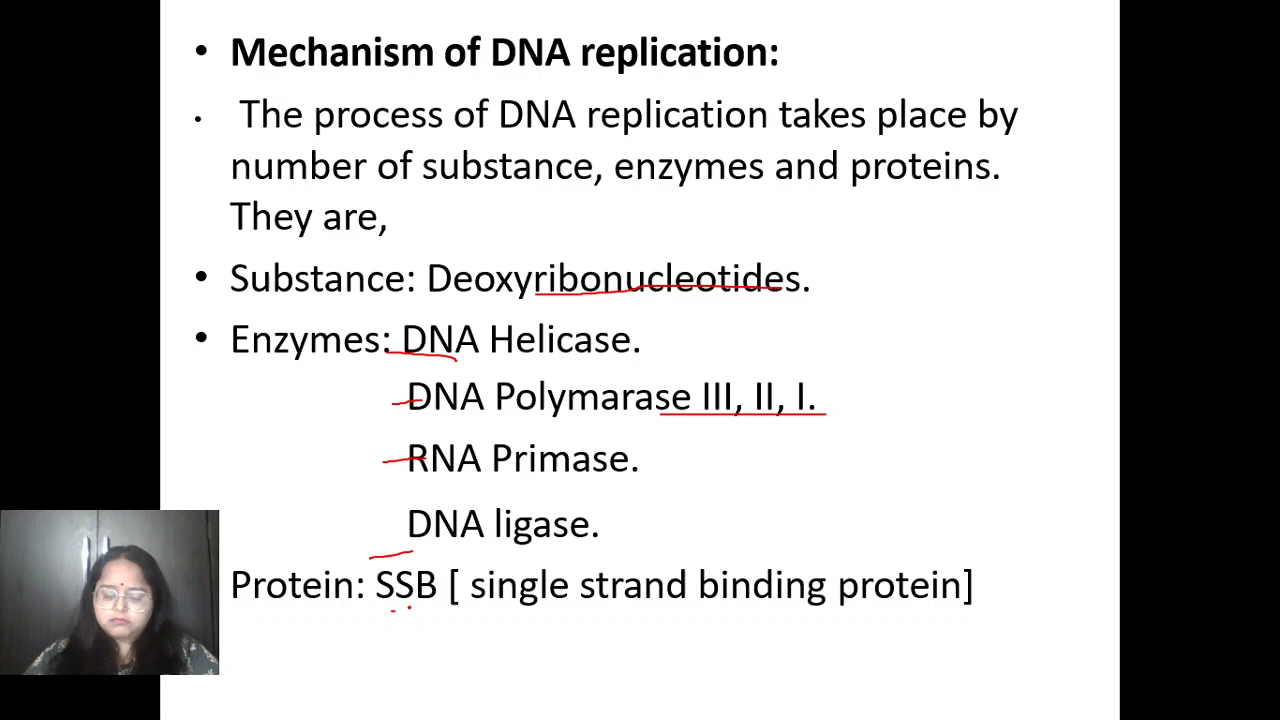 • Mechanism of DNA replication:
• The process of DNA replication takes place by
number of substance, enzymes and proteins.
They are,
• Substance: Deoxyribonucleotides.
• Enzymes: DNA Helicase.
DNA Polymarase III, II, I.
RNA Primase.
DNA ligase.
Protein: SSB [ single strand binding protein]